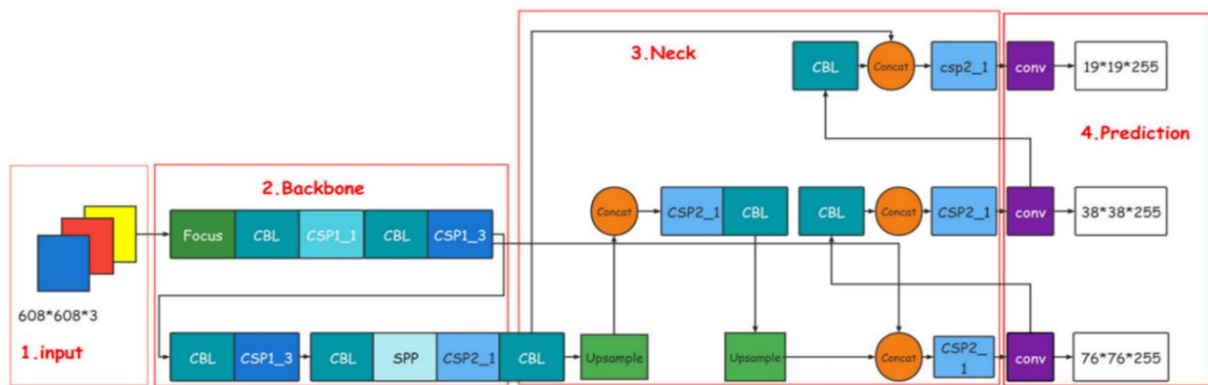 3.Neck
CBL
Concat
csp2_1
conv
19*19*255
4.Prediction
2.Backbone
Focus
CBL
CSP1_1
CBL
CSP1_3
Concat
CSP2_1
CBL
CBL
Concat
CSP2_1
conv
38*38*255
608*608*3
1.input
CBL
CSP1_3
CBL
SPP
CSP2_1
CBL
Upsample
Upsample
Concat
CSP2_
1
conv
76*76*255